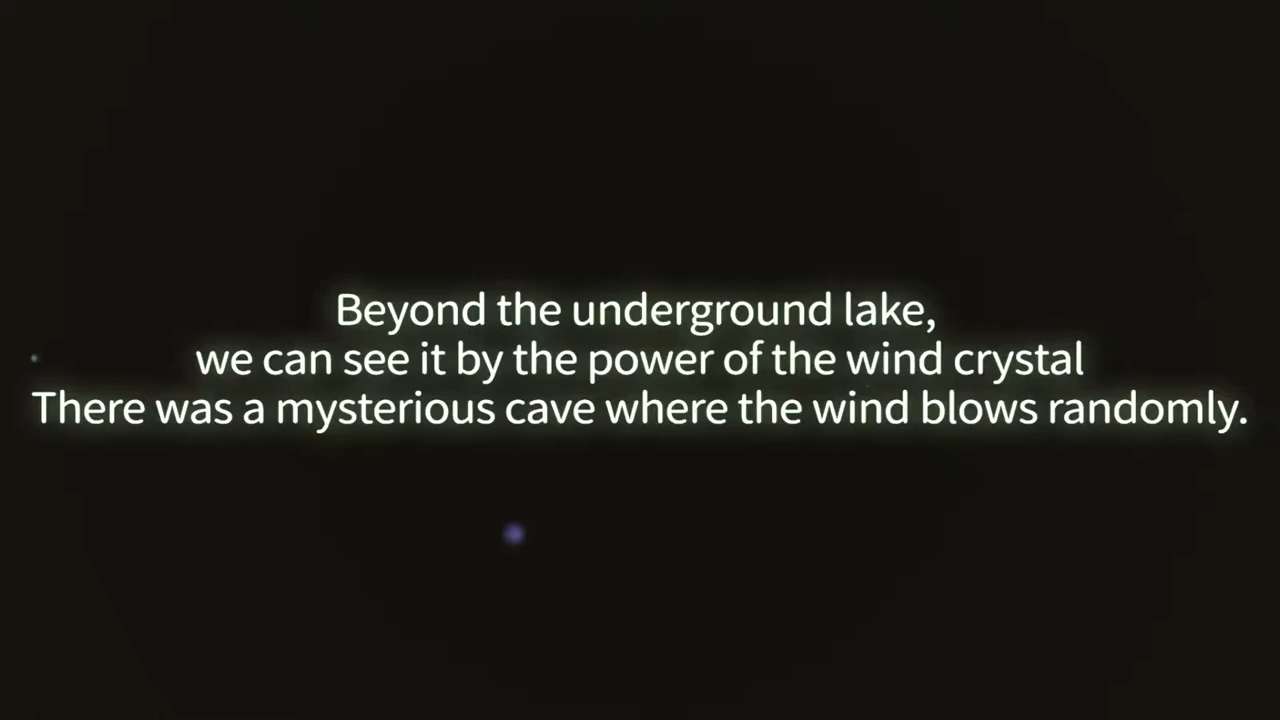 Beyond the underground lake,
we can see it by the power of the wind crystal
There was a mysterious cave where the wind blows randomly.